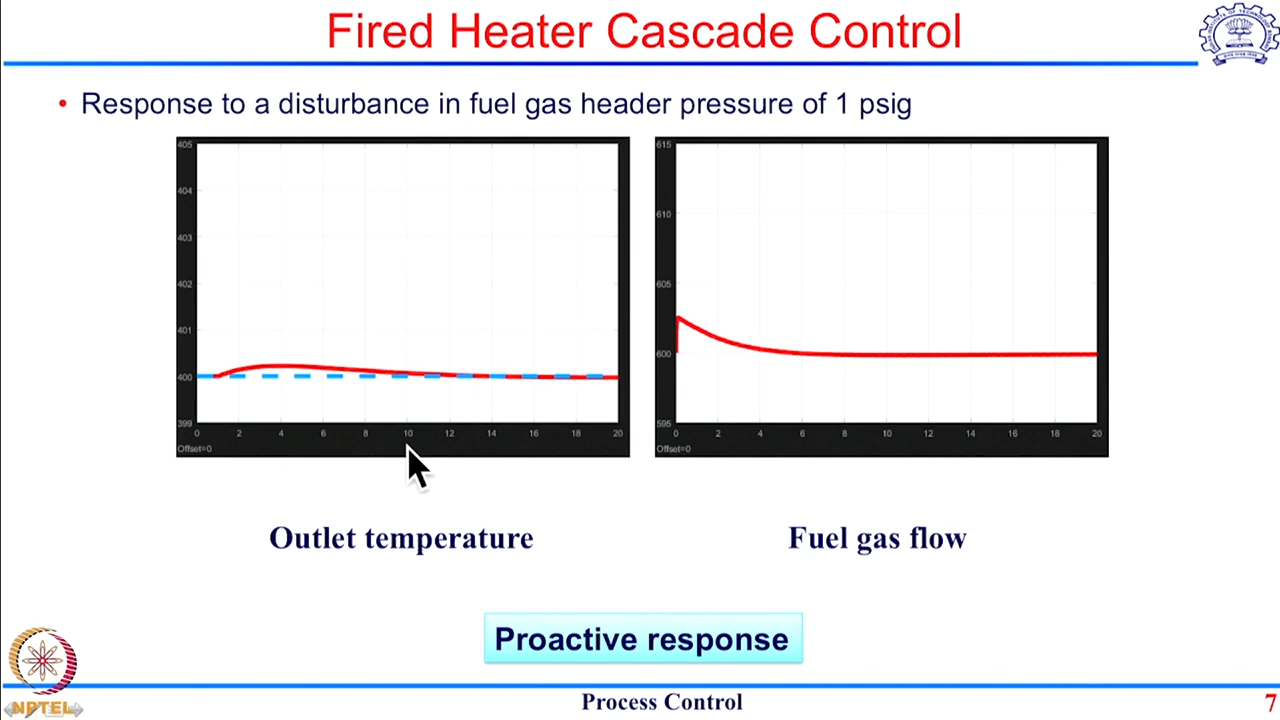 Fired Heater Cascade Control
• Response to a disturbance in fuel gas header pressure of 1 psig
405
404
403
402
401
400
399
0 2 4 6 8 10 12 14 16 18 20
Offset=0
615
610
605
600
595
0 2 4 6 8 10 12 14 16 18 20
Offset=0
Outlet temperature
Fuel gas flow
Proactive response
NPTEL
Process Control
7